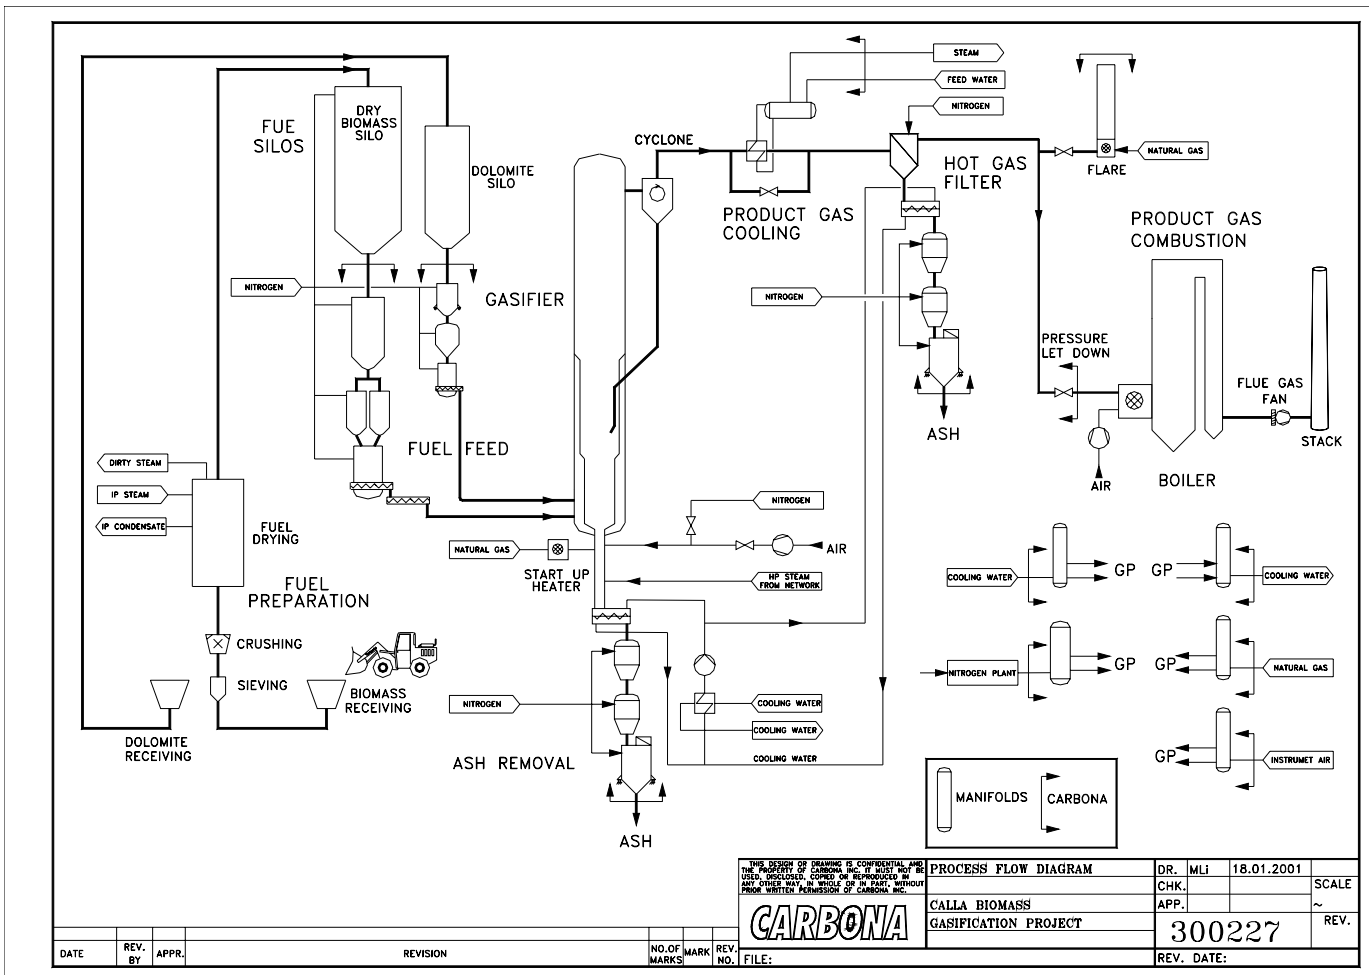 STEAM
FEED WATER
NITROGEN
NATURAL GAS
FLARE
DRY
BIOMASS
SILO
FUE
SILOS
DOLOMITE
SILO
CYCLONE
PRODUCT GAS
COOLING
HOT GAS
FILTER
PRODUCT GAS
COMBUSTION
NITROGEN
GASIFIER
NITROGEN
PRESSURE
LET DOWN
FLUE GAS
FAN
STACK
ASH
FUEL FEED
AIR
BOILER
DIRTY STEAM
IP STEAM
IP CONDENSATE
FUEL
DRYING
NITROGEN
NATURAL GAS
START UP
HEATER
AIR
HP STEAM
FROM NETWORK
FUEL
PREPARATION
COOLING WATER
GP
GP
COOLING WATER
CRUSHING
SIEVING
BIOMASS
RECEIVING
DOLOMITE
RECEIVING
NITROGEN PLANT
GP
GP
NATURAL GAS
NITROGEN
COOLING WATER
COOLING WATER
COOLING WATER
ASH REMOVAL
ASH
GP
INSTRUMET AIR
MANIFOLDS
CARBONA
THIS DESIGN OR DRAWING IS CONFIDENTIAL AND
THE PROPERTY OF CARBONA INC. IT MUST NOT BE
USED, DISCLOSED, COPIED OR REPRODUCED IN
ANY OTHER WAY, IN WHOLE OR IN PART, WITHOUT
PRIOR WRITTEN PERMISSION OF CARBONA INC.
CARBONA
PROCESS FLOW DIAGRAM
CALLA BIOMASS
GASIFICATION PROJECT
DR. MLi 18.01.2001
CHK.
APP.
SCALE
~
300227
REV.
REV. DATE:
DATE
REV.
BY
APPR.
REVISION
NO.OF
MARKS
MARK
REV.
NO.
FILE: